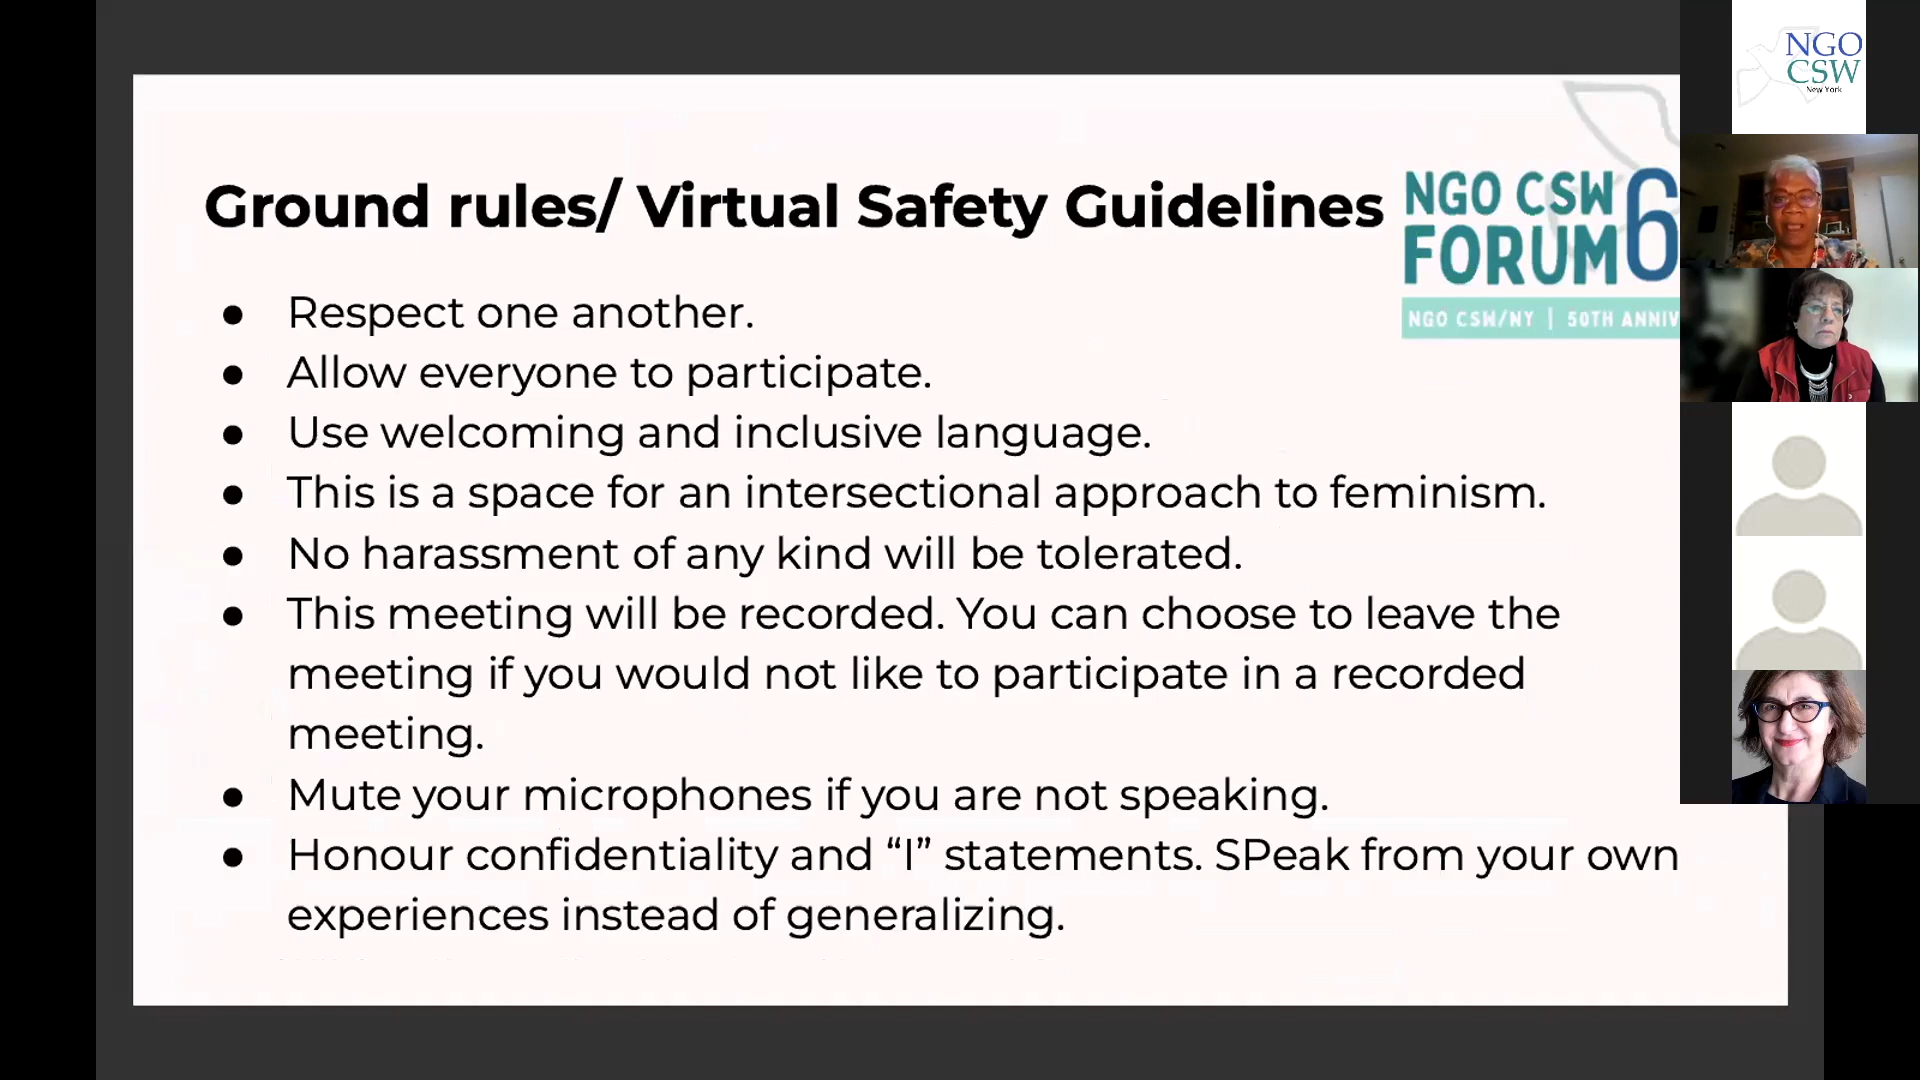 NGO
CSW
New York
Ground rules/ Virtual Safety Guidelines
NGO CSW
FORUM 6
NGO CSW/NY | 50TH ANNIV
● Respect one another.
● Allow everyone to participate.
● Use welcoming and inclusive language.
● This is a space for an intersectional approach to feminism.
● No harassment of any kind will be tolerated.
● This meeting will be recorded. You can choose to leave the
meeting if you would not like to participate in a recorded
meeting.
● Mute your microphones if you are not speaking.
● Honour confidentiality and “I” statements. SPeak from your own
experiences instead of generalizing.